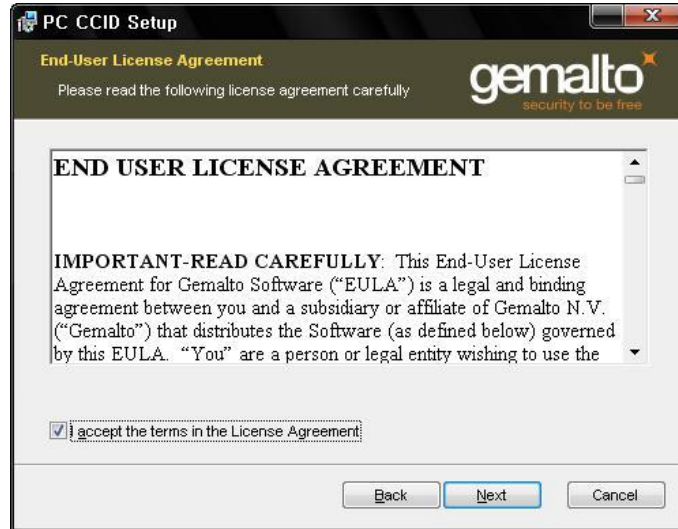 PC CCID Setup
End-User License Agreement
Please read the following license agreement carefully
gemalto
security to be free
END USER LICENSE AGREEMENT
IMPORTANT-READ CAREFULLY: This End-User License
Agreement for Gemalto Software (“EULA”) is a legal and binding
agreement between you and a subsidiary or affiliate of Gemalto N.V.
(“Gemalto”) that distributes the Software (as defined below) governed
by this EULA. “You” are a person or legal entity wishing to use the
I accept the terms in the License Agreement
Back Next Cancel